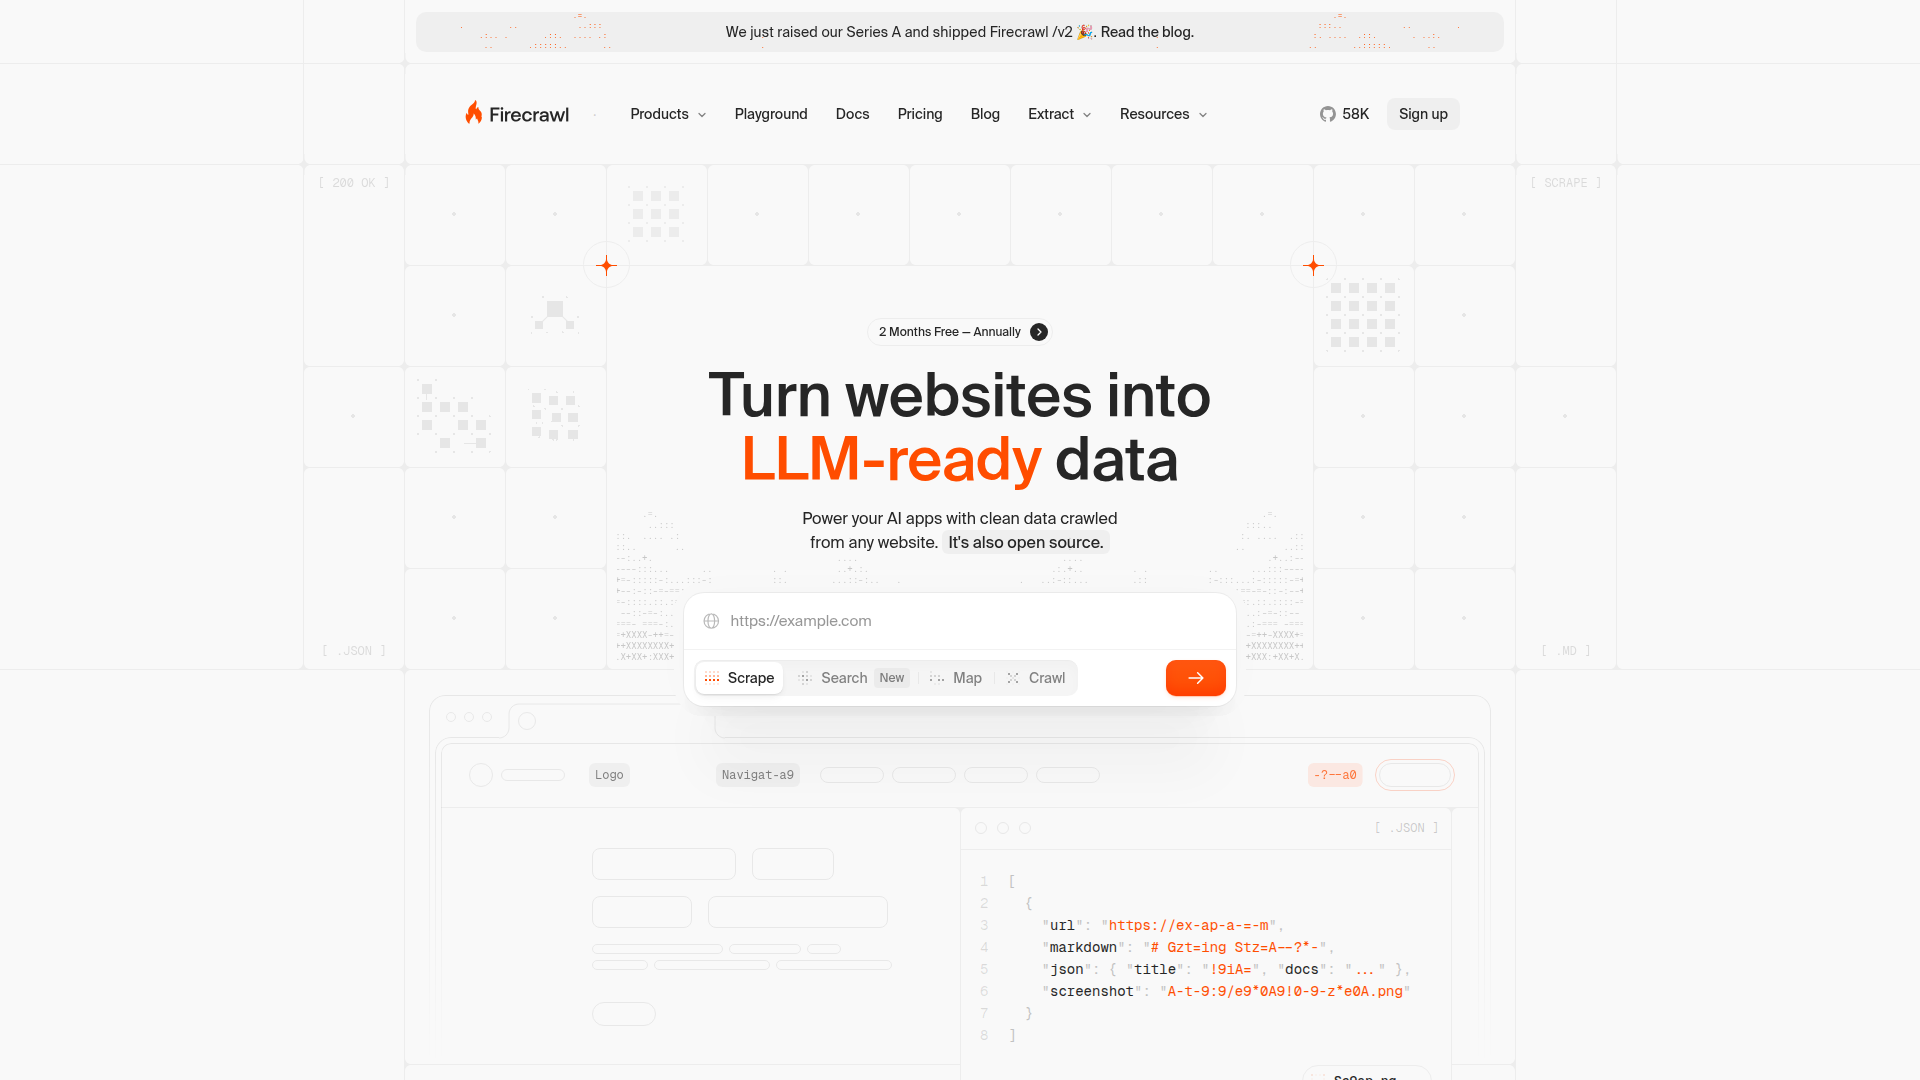 We just raised our Series A and shipped Firecrawl /v2 🎉. Read the blog.
Firecrawl
Products
Playground
Docs
Pricing
Blog
Extract
Resources
58K
Sign up
[ 200 OK ]
[ SCRAPE ]
2 Months Free — Annually
Turn websites into
LLM-ready data
Power your AI apps with clean data crawled
from any website. It's also open source.
https://example.com
[ .JSON ]
[ .MD ]
Scrape
Search New
Map
Crawl
Logo
Navigat-a9
-?--a0
[ .JSON ]
1 [
2 {
3 "url": "https://ex-ap-a-=-m",
4 "markdown": "# Gzt=ing Stz=A--?*-",
5 "json": { "title": "!9iA=", "docs": "..." },
6 "screenshot": "A-t-9:9/e9*0A9!0-9-z*e0A.png"
7 }
8 ]